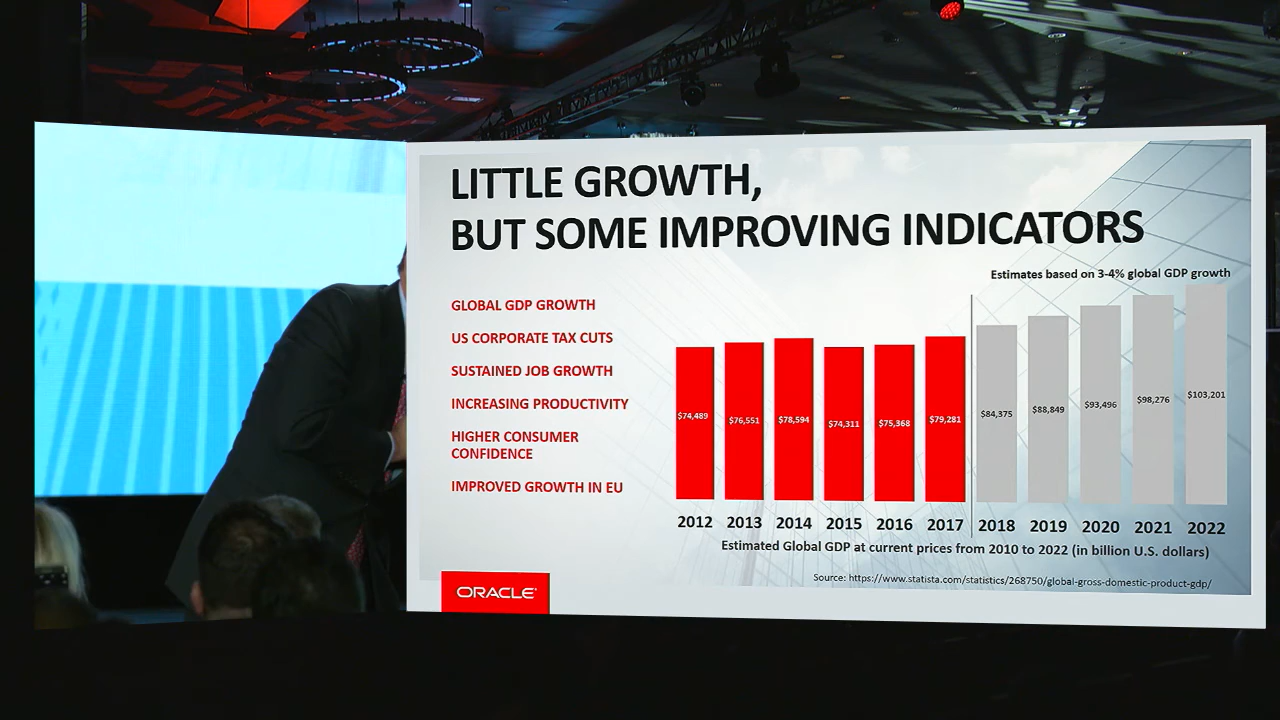 LITTLE GROWTH,
BUT SOME IMPROVING INDICATORS
Estimates based on 3-4% global GDP growth
GLOBAL GDP GROWTH
US CORPORATE TAX CUTS
SUSTAINED JOB GROWTH
INCREASING PRODUCTIVITY
HIGHER CONSUMER
CONFIDENCE
IMPROVED GROWTH IN EU
$74,489 $76,551 $78,594 $74,311 $75,368 $79,281 $84,375 $88,849 $93,496 $98,276 $103,201
2012 2013 2014 2015 2016 2017 2018 2019 2020 2021 2022
Estimated Global GDP at current prices from 2010 to 2022 (in billion U.S. dollars)
Source: https://www.statista.com/statistics/268750/global-gross-domestic-product-gdp/
ORACLE